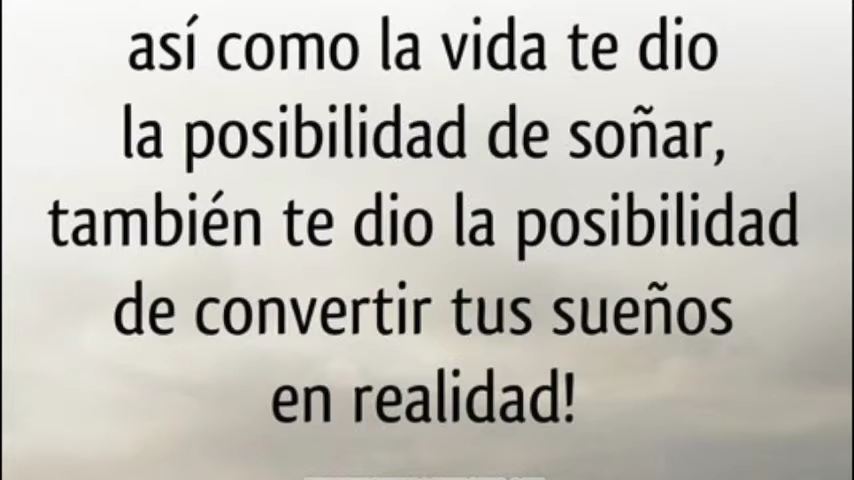 así como la vida te dio
la posibilidad de soñar,
también te dio la posibilidad
de convertir tus sueños
en realidad!